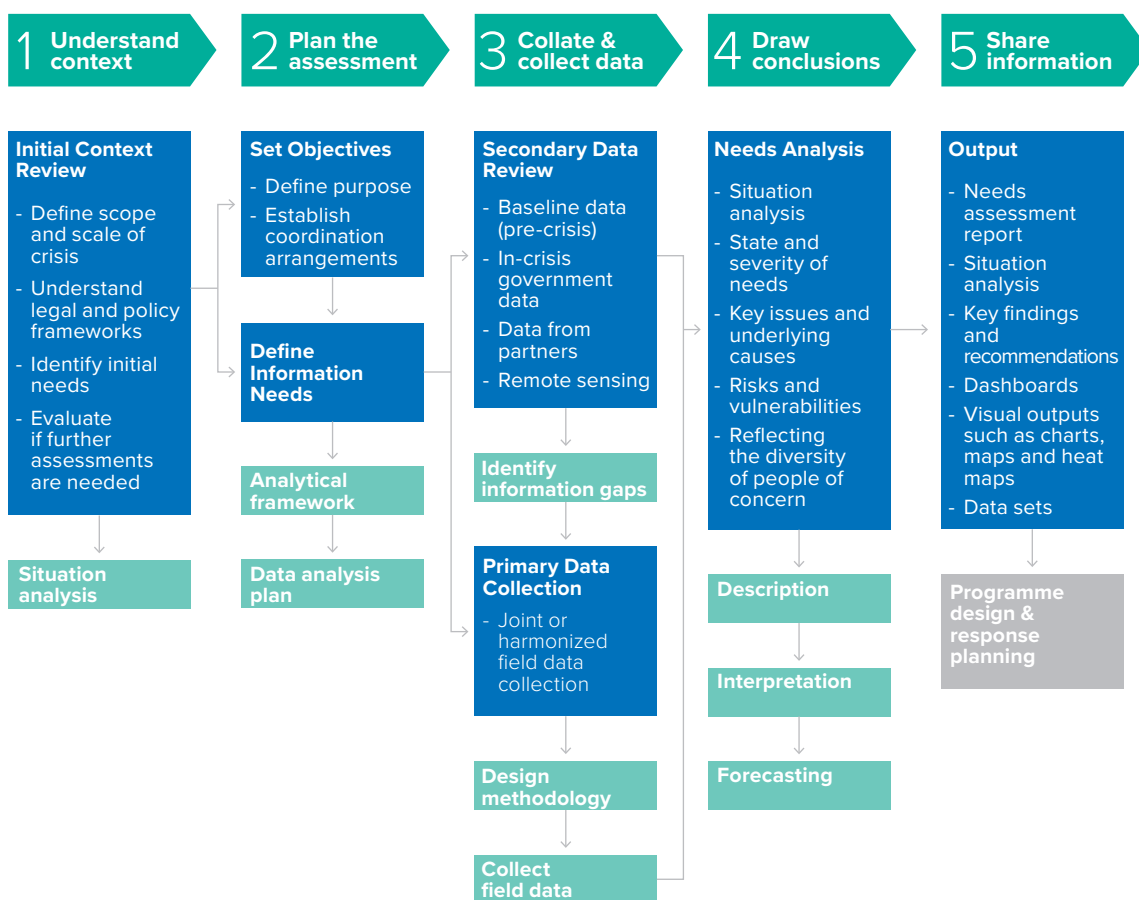 1 Understand
context
2 Plan the
assessment
3 Collate &
collect data
4 Draw
conclusions
5 Share
information
Initial Context
Review
- Define scope
and scale of
crisis
- Understand
legal and policy
frameworks
- Identify initial
needs
- Evaluate
if further
assessments
are needed
Situation
analysis
Set Objectives
- Define purpose
- Establish
coordination
arrangements
Define
Information
Needs
Analytical
framework
Data analysis
plan
Secondary Data
Review
- Baseline data
(pre-crisis)
- In-crisis
government
data
- Data from
partners
- Remote sensing
Identify
information gaps
Primary Data
Collection
- Joint or
harmonized
field data
collection
Design
methodology
Collect
field data
Needs Analysis
- Situation
analysis
- State and
severity of
needs
- Key issues and
underlying
causes
- Risks and
vulnerabilities
- Reflecting
the diversity
of people of
concern
Description
Interpretation
Forecasting
Output
- Needs
assessment
report
- Situation
analysis
- Key findings
and
recommendations
- Dashboards
- Visual outputs
such as charts,
maps and heat
maps
- Data sets
Programme
design &
response
planning